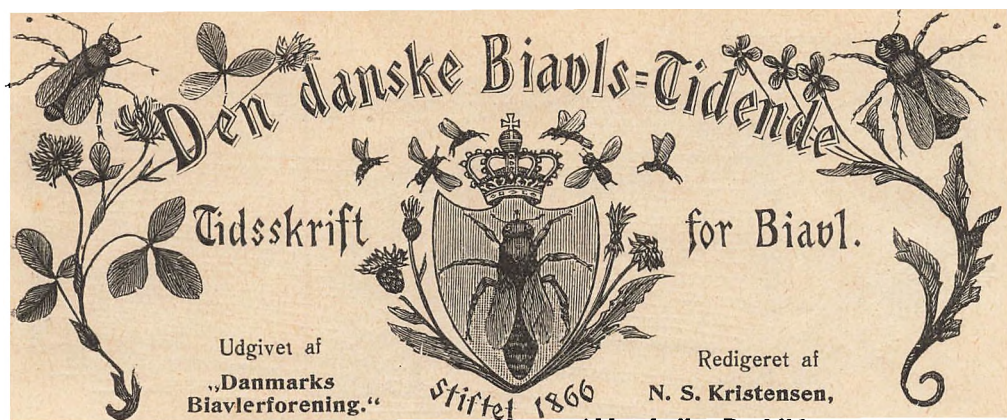 Den danske Biavls=Tidende
Tidsskrift for Biavl.
Stiftet 1866
Udgivet af
„Danmarks
Biavlerforening.“
Redigeret af
N. S. Kristensen,